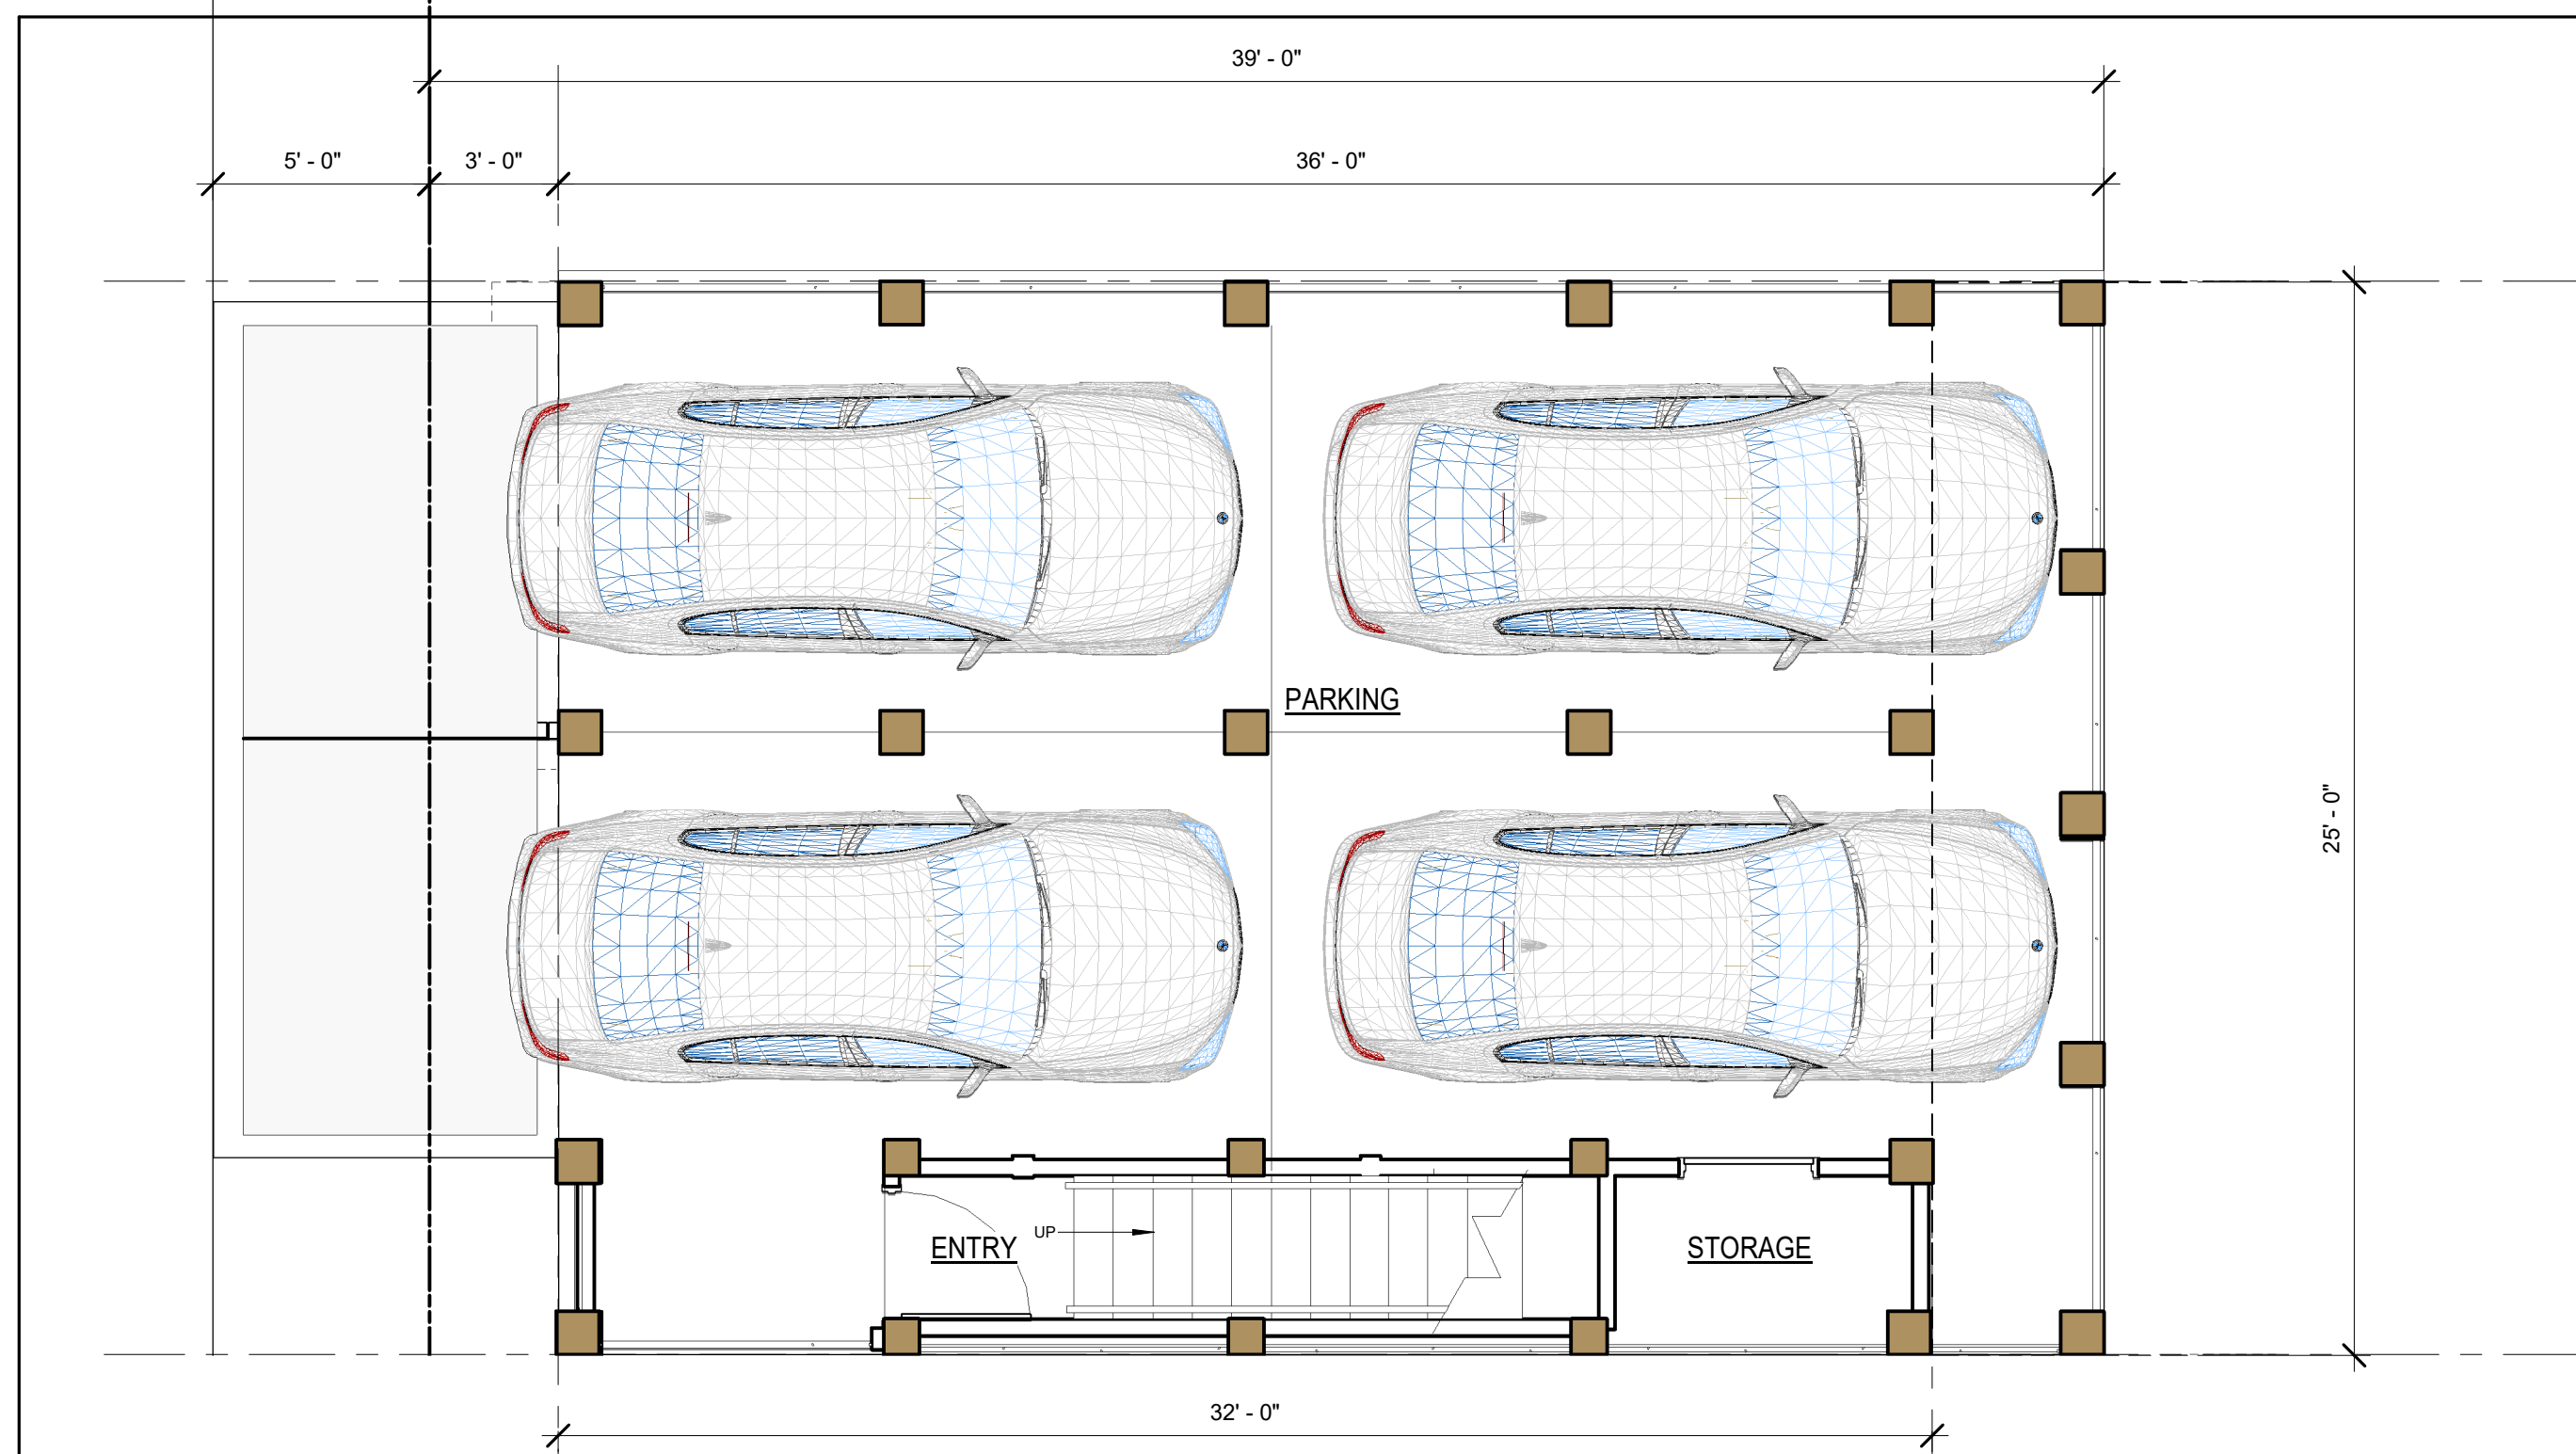 39' - 0"
5' - 0"
3' - 0"
36' - 0"
PARKING
25' - 0"
ENTRY
UP
STORAGE
32' - 0"